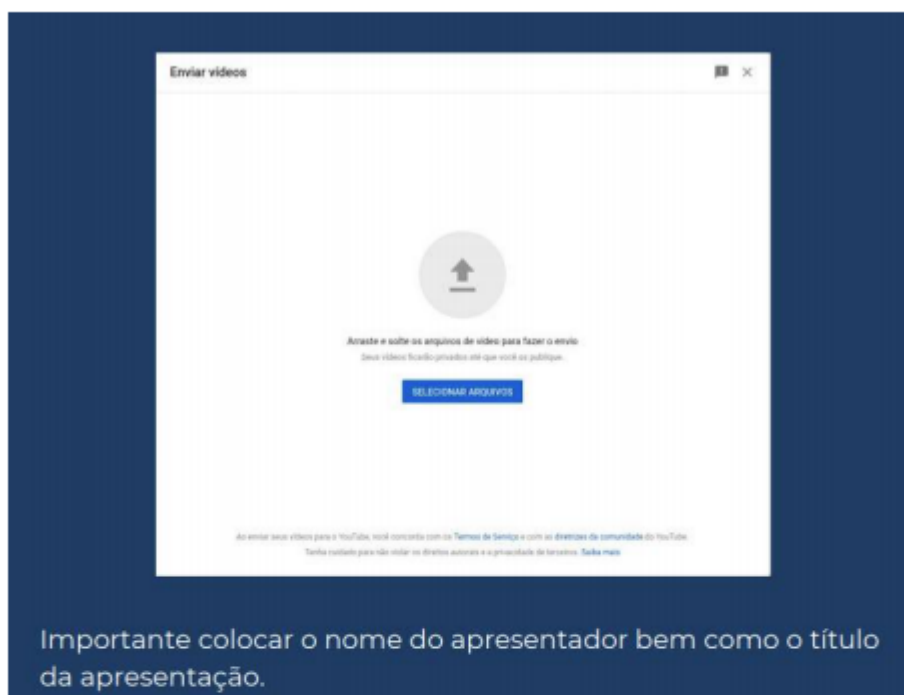 Enviar vídeos
Arraste e solte os arquivos de vídeo para fazer o envio
Seus vídeos ficarão privados até que você os publique.
SELECIONAR ARQUIVOS
Ao enviar seus vídeos para o YouTube, você concorda com os Termos de Serviço e com as diretrizes da comunidade do YouTube.
Tenha cuidado para não violar os direitos autorais e a privacidade de terceiros. Saiba mais
Importante colocar o nome do apresentador bem como o título
da apresentação.